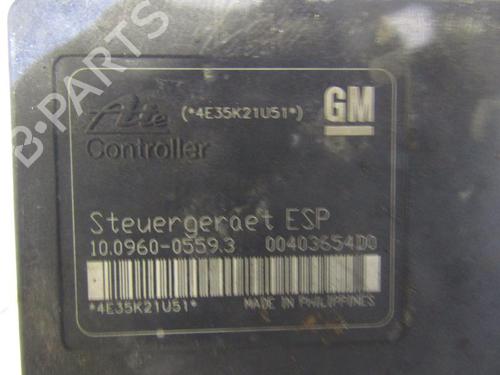 B-PARTS
Ate
(*4E35K21U51*)
GM
Controller
Steuergeraet ESP
10.0960-0559.3 00403654D0
*4E35K21U51*
MADE IN PHILIPPINES